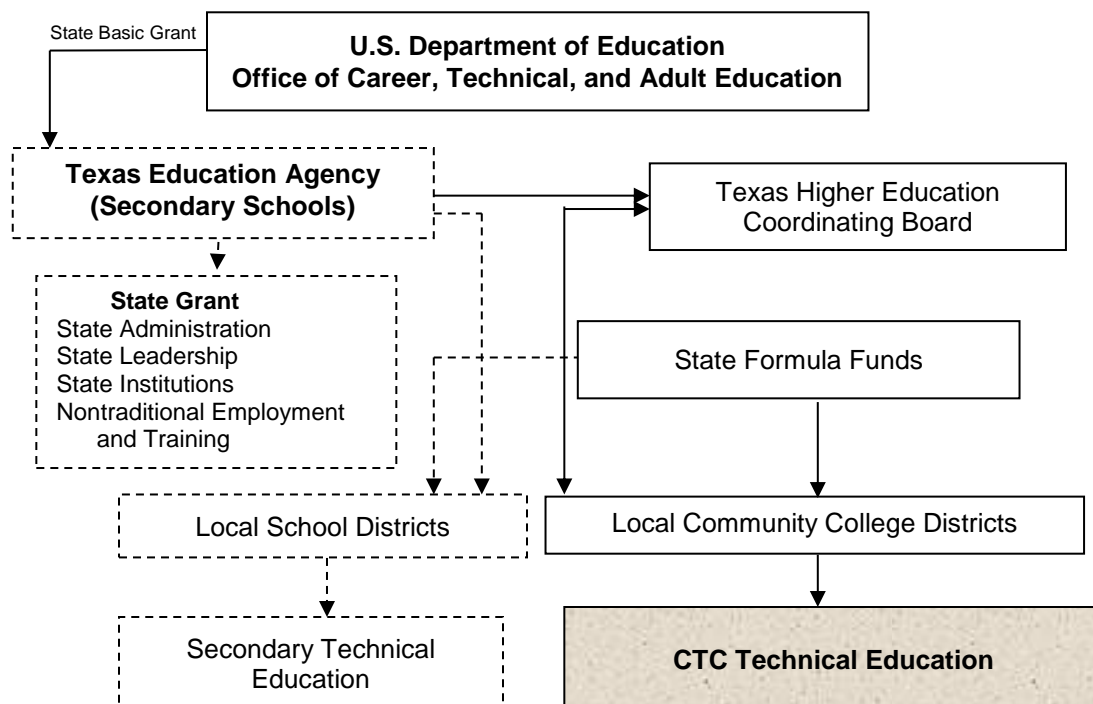 State Basic Grant
U.S. Department of Education
Office of Career, Technical, and Adult Education
Texas Education Agency
(Secondary Schools)
Texas Higher Education
Coordinating Board
State Grant
State Administration
State Leadership
State Institutions
Nontraditional Employment
and Training
State Formula Funds
Local School Districts
Local Community College Districts
Secondary Technical
Education
CTC Technical Education